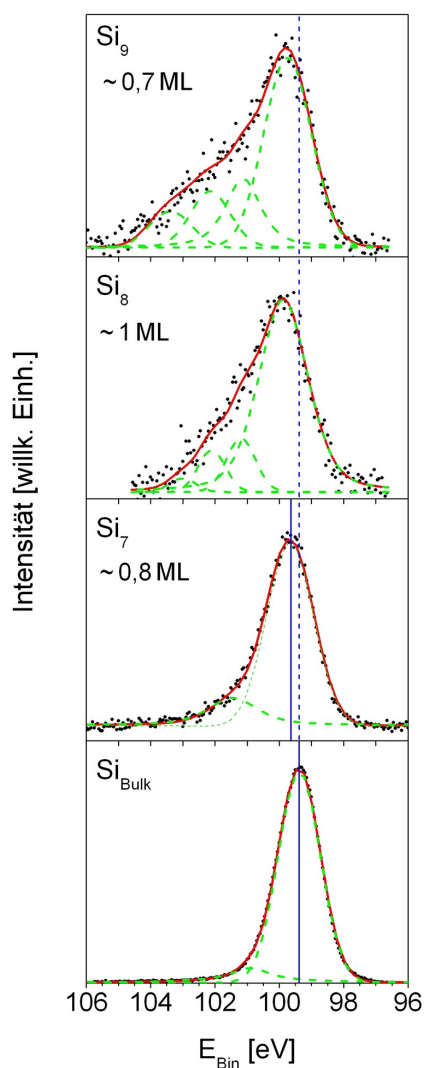 Si9
~ 0,7 ML
Si8
~ 1 ML
Si7
~ 0,8 ML
SiBulk
Intensität [willk. Einh.]
106 104 102 100 98 96
EBin [eV]